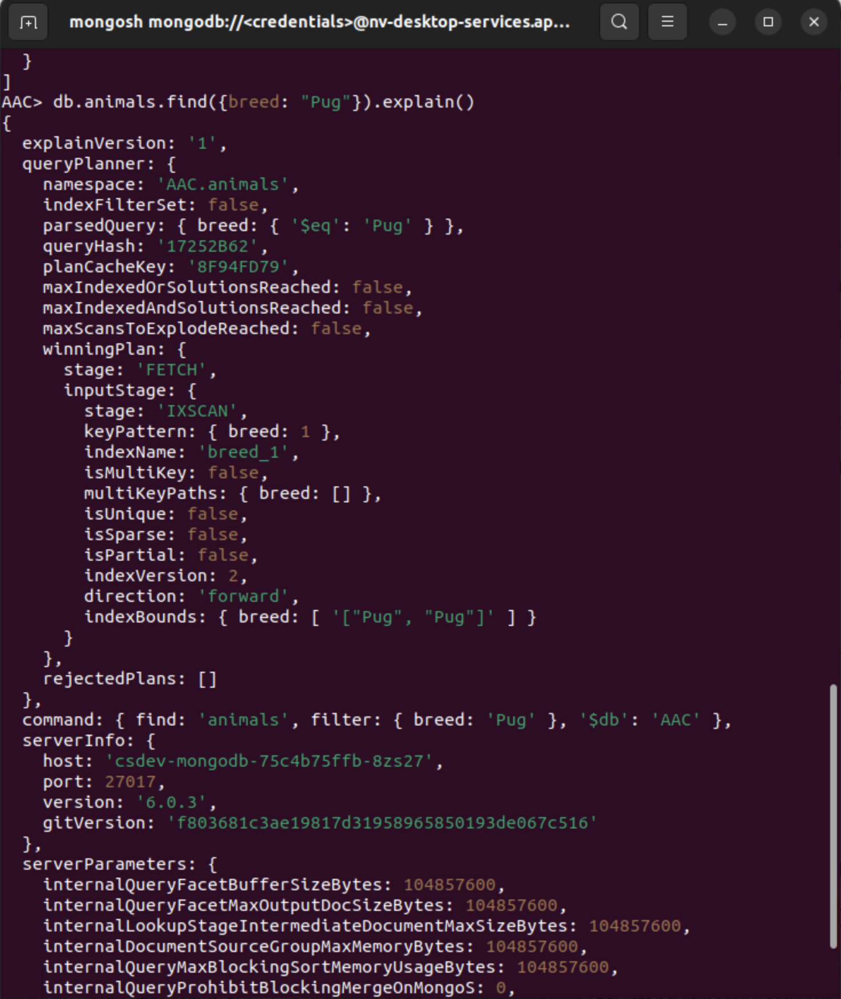 mongosh mongodb://<credentials>@nv-desktop-services.ap...
  }
]
AAC> db.animals.find({breed: "Pug"}).explain()
{
  explainVersion: '1',
  queryPlanner: {
    namespace: 'AAC.animals',
    indexFilterSet: false,
    parsedQuery: { breed: { '$eq': 'Pug' } },
    queryHash: '17252B62',
    planCacheKey: '8F94FD79',
    maxIndexedOrSolutionsReached: false,
    maxIndexedAndSolutionsReached: false,
    maxScansToExplodeReached: false,
    winningPlan: {
      stage: 'FETCH',
      inputStage: {
        stage: 'IXSCAN',
        keyPattern: { breed: 1 },
        indexName: 'breed_1',
        isMultiKey: false,
        multiKeyPaths: { breed: [] },
        isUnique: false,
        isSparse: false,
        isPartial: false,
        indexVersion: 2,
        direction: 'forward',
        indexBounds: { breed: [ '["Pug", "Pug"]' ] }
      }
    },
    rejectedPlans: []
  },
  command: { find: 'animals', filter: { breed: 'Pug' }, '$db': 'AAC' },
  serverInfo: {
    host: 'csdev-mongodb-75c4b75ffb-8zs27',
    port: 27017,
    version: '6.0.3',
    gitVersion: 'f803681c3ae19817d31958965850193de067c516'
  },
  serverParameters: {
    internalQueryFacetBufferSizeBytes: 104857600,
    internalQueryFacetMaxOutputDocSizeBytes: 104857600,
    internalLookupStageIntermediateDocumentMaxSizeBytes: 104857600,
    internalDocumentSourceGroupMaxMemoryBytes: 104857600,
    internalQueryMaxBlockingSortMemoryUsageBytes: 104857600,
    internalQueryProhibitBlockingMergeOnMongoS: 0,